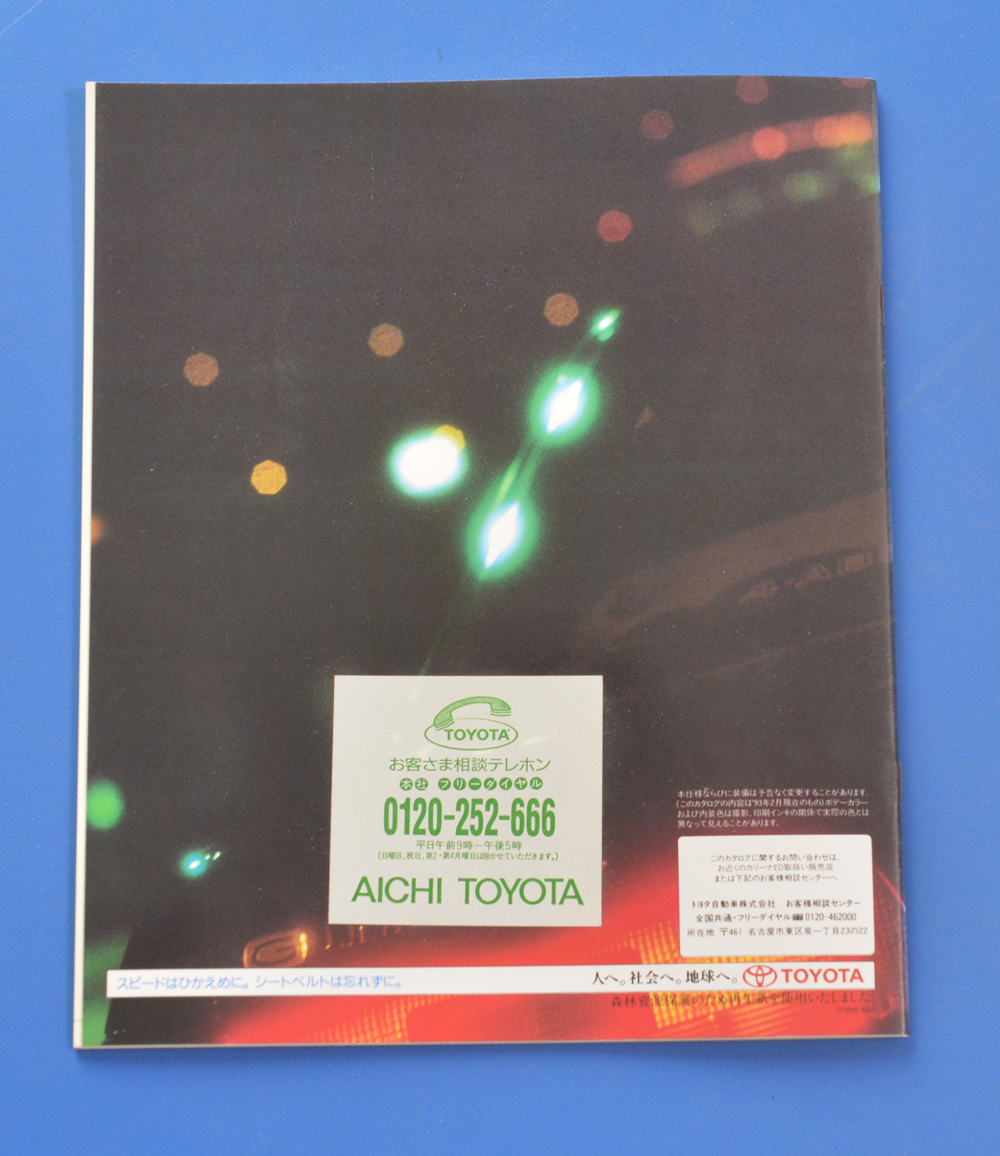 TOYOTA
お客さま相談テレホン
本社 フリーダイヤル
0120-252-666
平日午前9時～午後5時
(日曜日、祝日、第2・第4月曜日は除かせていただきます。)
AICHI TOYOTA
本仕様ならびに装備は予告なく変更することがあります。
(このカタログの内容は'93年2月現在のもの)ボデーカラー
および内装色は撮影、印刷インキの関係で実際の色とは
異なって見えることがあります。
このカタログに関するお問い合わせは、
お近くのカリーナED取扱い販売店
または下記のお客様相談センターへ
トヨタ自動車株式会社 お客様相談センター
全国共通・フリーダイヤル 0120-462000
所在地 〒461 名古屋市東区泉一丁目23の22
スピードはひかえめに。シートベルトは忘れずに。
人へ。社会へ。地球へ。 TOYOTA
森林資源保護のため再生紙を使用いたしました。